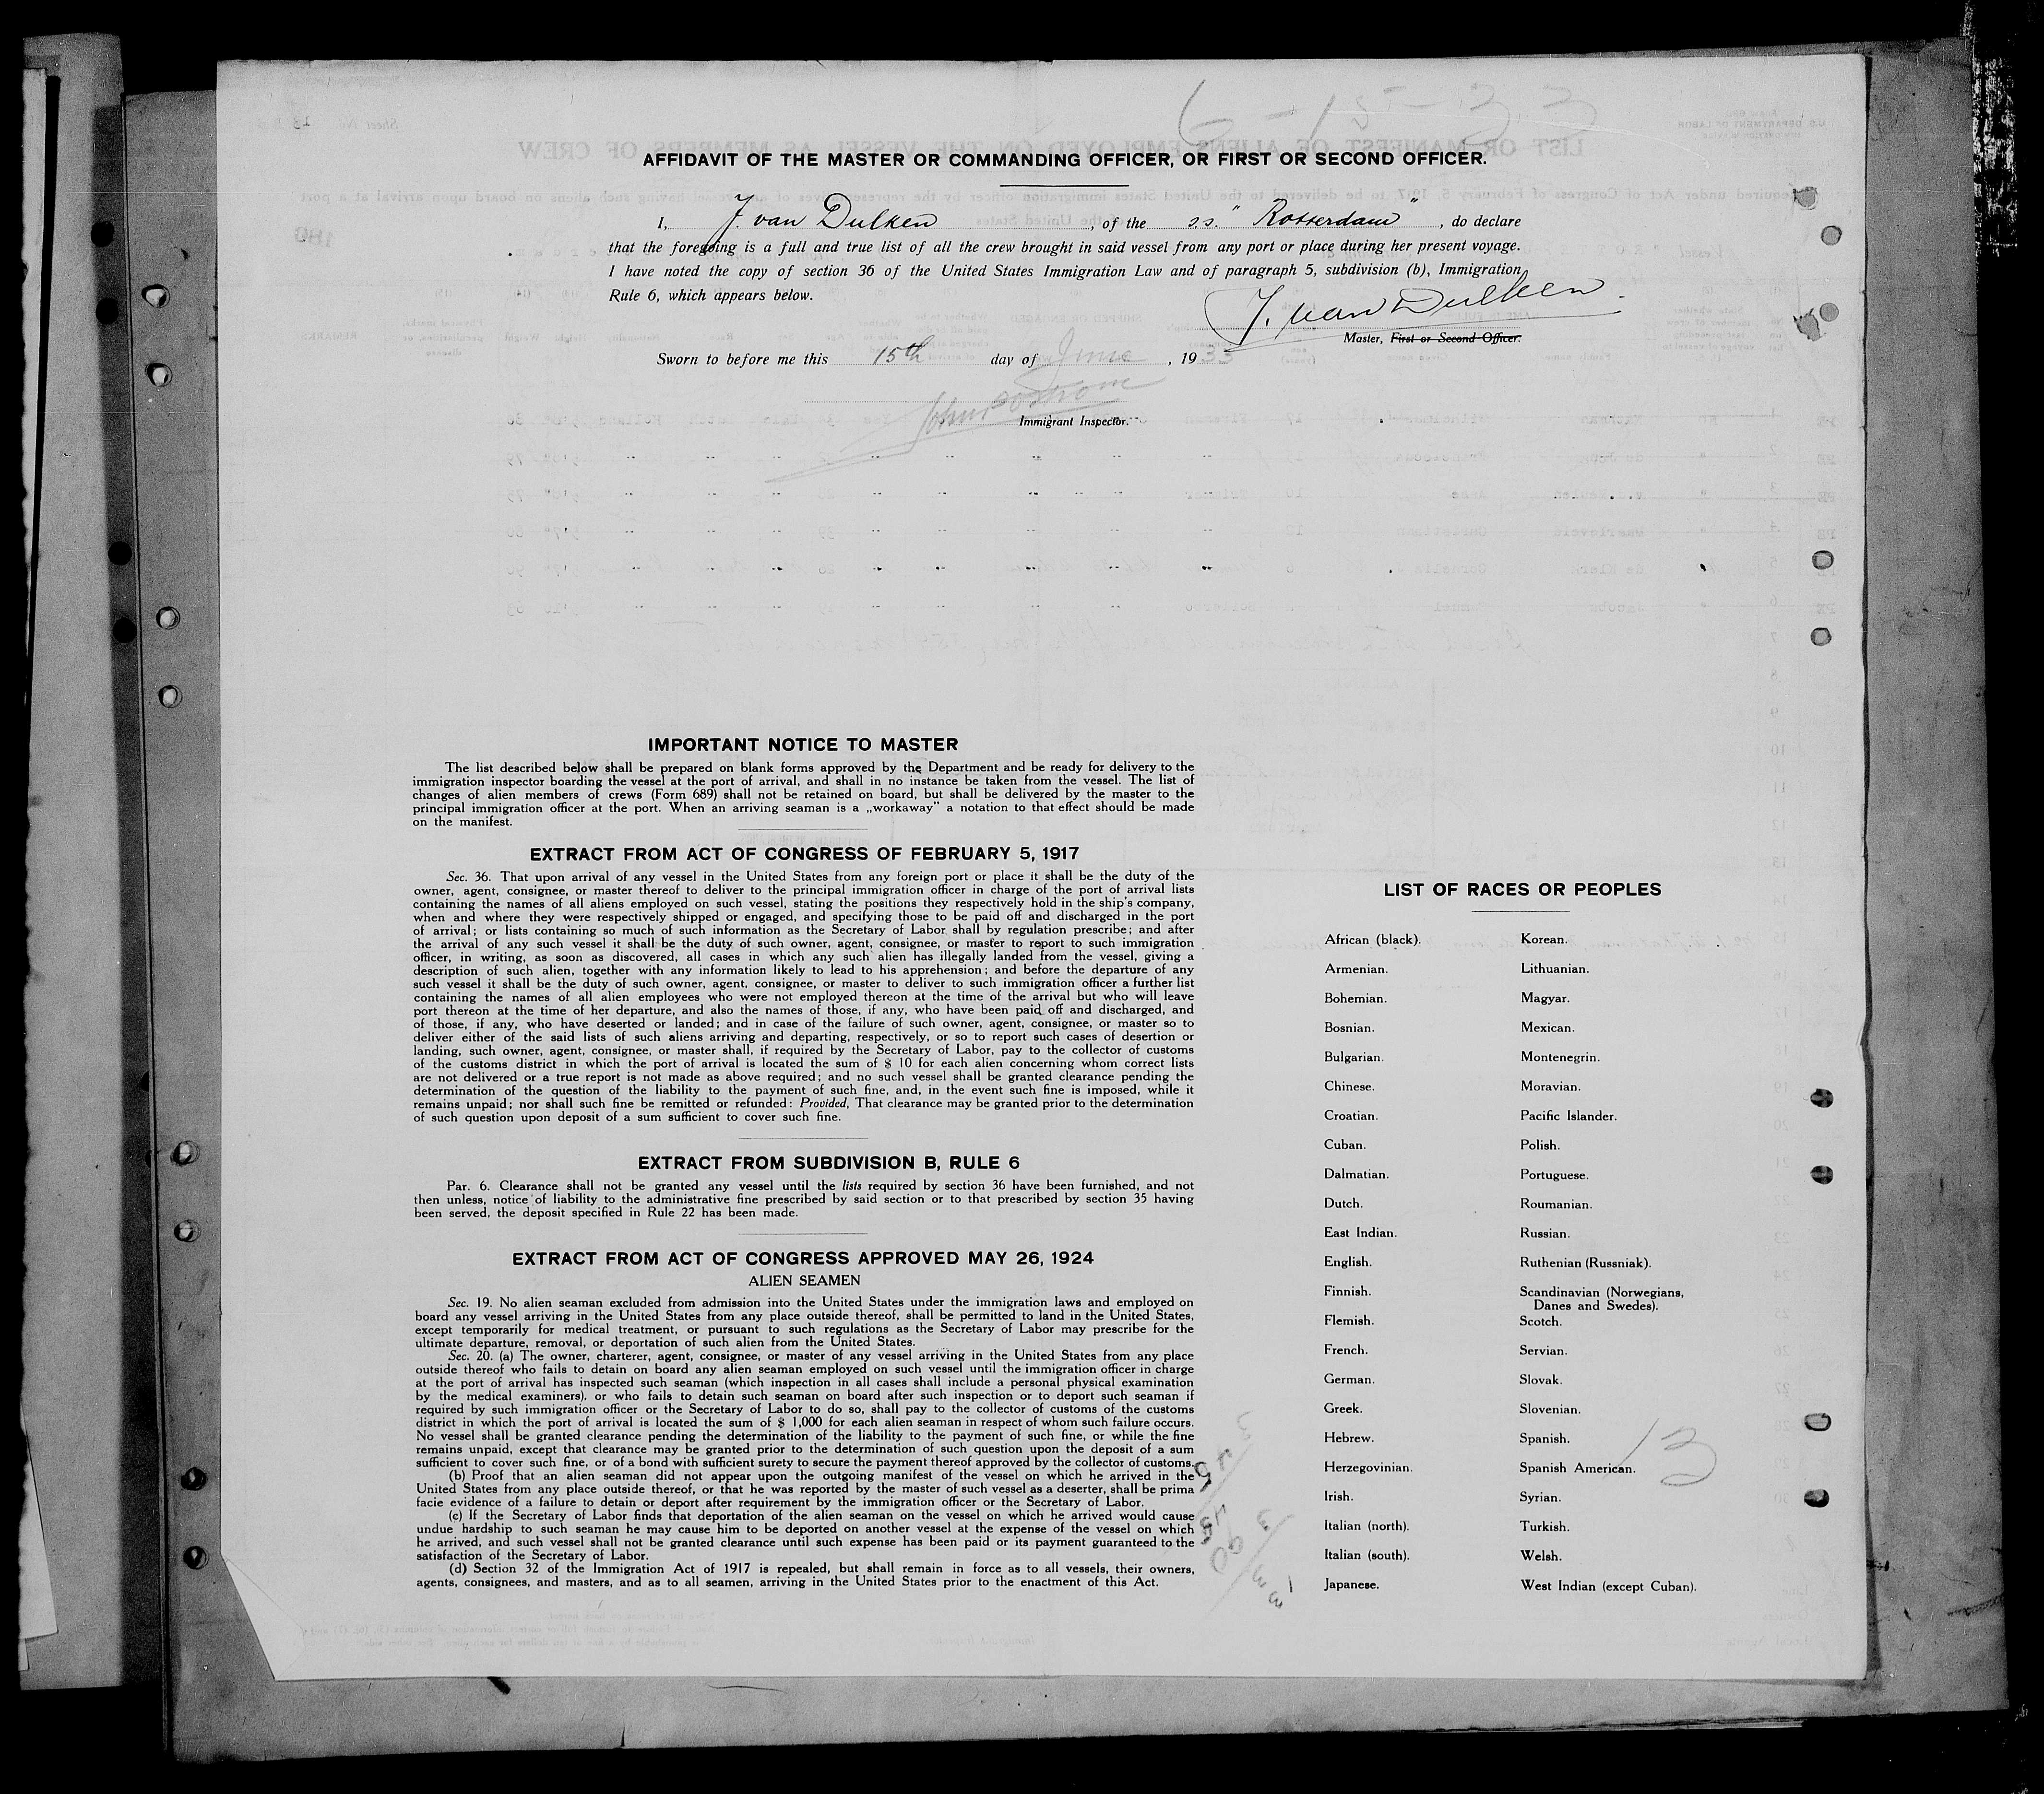 6-15-33
AFFIDAVIT OF THE MASTER OR COMMANDING OFFICER, OR FIRST OR SECOND OFFICER.
I, J. van Dulken, of the s.s. "Rotterdam", do declare
that the foregoing is a full and true list of all the crew brought in said vessel from any port or place during her present voyage.
I have noted the copy of section 36 of the United States Immigration Law and of paragraph 5, subdivision (b), Immigration
Rule 6, which appears below.
J. van Dulken.
Master, First or Second Officer.
Sworn to before me this 15th day of June, 1933
Immigrant Inspector.
IMPORTANT NOTICE TO MASTER
The list described below shall be prepared on blank forms approved by the Department and be ready for delivery to the
immigration inspector boarding the vessel at the port of arrival, and shall in no instance be taken from the vessel. The list of
changes of alien members of crews (Form 689) shall not be retained on board, but shall be delivered by the master to the
principal immigration officer at the port. When an arriving seaman is a „workaway” a notation to that effect should be made
on the manifest.
EXTRACT FROM ACT OF CONGRESS OF FEBRUARY 5, 1917
Sec. 36. That upon arrival of any vessel in the United States from any foreign port or place it shall be the duty of the
owner, agent, consignee, or master thereof to deliver to the principal immigration officer in charge of the port of arrival lists
containing the names of all aliens employed on such vessel, stating the positions they respectively hold in the ship's company,
when and where they were respectively shipped or engaged, and specifying those to be paid off and discharged in the port
of arrival; or lists containing so much of such information as the Secretary of Labor shall by regulation prescribe; and after
the arrival of any such vessel it shall be the duty of such owner, agent, consignee, or master to report to such immigration
officer, in writing, as soon as discovered, all cases in which any such alien has illegally landed from the vessel, giving a
description of such alien, together with any information likely to lead to his apprehension; and before the departure of any
such vessel it shall be the duty of such owner, agent, consignee, or master to deliver to such immigration officer a further list
containing the names of all alien employees who were not employed thereon at the time of the arrival but who will leave
port thereon at the time of her departure, and also the names of those, if any, who have been paid off and discharged, and
of those, if any, who have deserted or landed; and in case of the failure of such owner, agent, consignee, or master so to
deliver either of the said lists of such aliens arriving and departing, respectively, or so to report such cases of desertion or
landing, such owner, agent, consignee, or master shall, if required by the Secretary of Labor, pay to the collector of customs
of the customs district in which the port of arrival is located the sum of $ 10 for each alien concerning whom correct lists
are not delivered or a true report is not made as above required; and no such vessel shall be granted clearance pending the
determination of the question of the liability to the payment of such fine, and, in the event such fine is imposed, while it
remains unpaid; nor shall such fine be remitted or refunded: Provided, That clearance may be granted prior to the determination
of such question upon deposit of a sum sufficient to cover such fine.
EXTRACT FROM SUBDIVISION B, RULE 6
Par. 6. Clearance shall not be granted any vessel until the lists required by section 36 have been furnished, and not
then unless, notice of liability to the administrative fine prescribed by said section or to that prescribed by section 35 having
been served, the deposit specified in Rule 22 has been made.
EXTRACT FROM ACT OF CONGRESS APPROVED MAY 26, 1924
ALIEN SEAMEN
Sec. 19. No alien seaman excluded from admission into the United States under the immigration laws and employed on
board any vessel arriving in the United States from any place outside thereof, shall be permitted to land in the United States,
except temporarily for medical treatment, or pursuant to such regulations as the Secretary of Labor may prescribe for the
ultimate departure, removal, or deportation of such alien from the United States.
Sec. 20. (a) The owner, charterer, agent, consignee, or master of any vessel arriving in the United States from any place
outside thereof who fails to detain on board any alien seaman employed on such vessel until the immigration officer in charge
at the port of arrival has inspected such seaman (which inspection in all cases shall include a personal physical examination
by the medical examiners), or who fails to detain such seaman on board after such inspection or to deport such seaman if
required by such immigration officer or the Secretary of Labor to do so, shall pay to the collector of customs of the customs
district in which the port of arrival is located the sum of $ 1,000 for each alien seaman in respect of whom such failure occurs.
No vessel shall be granted clearance pending the determination of the liability to the payment of such fine, or while the fine
remains unpaid, except that clearance may be granted prior to the determination of such question upon the deposit of a sum
sufficient to cover such fine, or of a bond with sufficient surety to secure the payment thereof approved by the collector of customs.
(b) Proof that an alien seaman did not appear upon the outgoing manifest of the vessel on which he arrived in the
United States from any place outside thereof, or that he was reported by the master of such vessel as a deserter, shall be prima
facie evidence of a failure to detain or deport after requirement by the immigration officer or the Secretary of Labor.
(c) If the Secretary of Labor finds that deportation of the alien seaman on the vessel on which he arrived would cause
undue hardship to such seaman he may cause him to be deported on another vessel at the expense of the vessel on which
he arrived, and such vessel shall not be granted clearance until such expense has been paid or its payment guaranteed to the
satisfaction of the Secretary of Labor.
(d) Section 32 of the Immigration Act of 1917 is repealed, but shall remain in force as to all vessels, their owners,
agents, consignees, and masters, and as to all seamen, arriving in the United States prior to the enactment of this Act.
LIST OF RACES OR PEOPLES
African (black).
Armenian.
Bohemian.
Bosnian.
Bulgarian.
Chinese.
Croatian.
Cuban.
Dalmatian.
Dutch.
East Indian.
English.
Finnish.
Flemish.
French.
German.
Greek.
Hebrew.
Herzegovinian.
Irish.
Italian (north).
Italian (south).
Japanese.
Korean.
Lithuanian.
Magyar.
Mexican.
Montenegrin.
Moravian.
Pacific Islander.
Polish.
Portuguese.
Roumanian.
Russian.
Ruthenian (Russniak).
Scandinavian (Norwegians,
Danes and Swedes).
Scotch.
Servian.
Slovak.
Slovenian.
Spanish.
Spanish American.
Syrian.
Turkish.
Welsh.
West Indian (except Cuban).
13